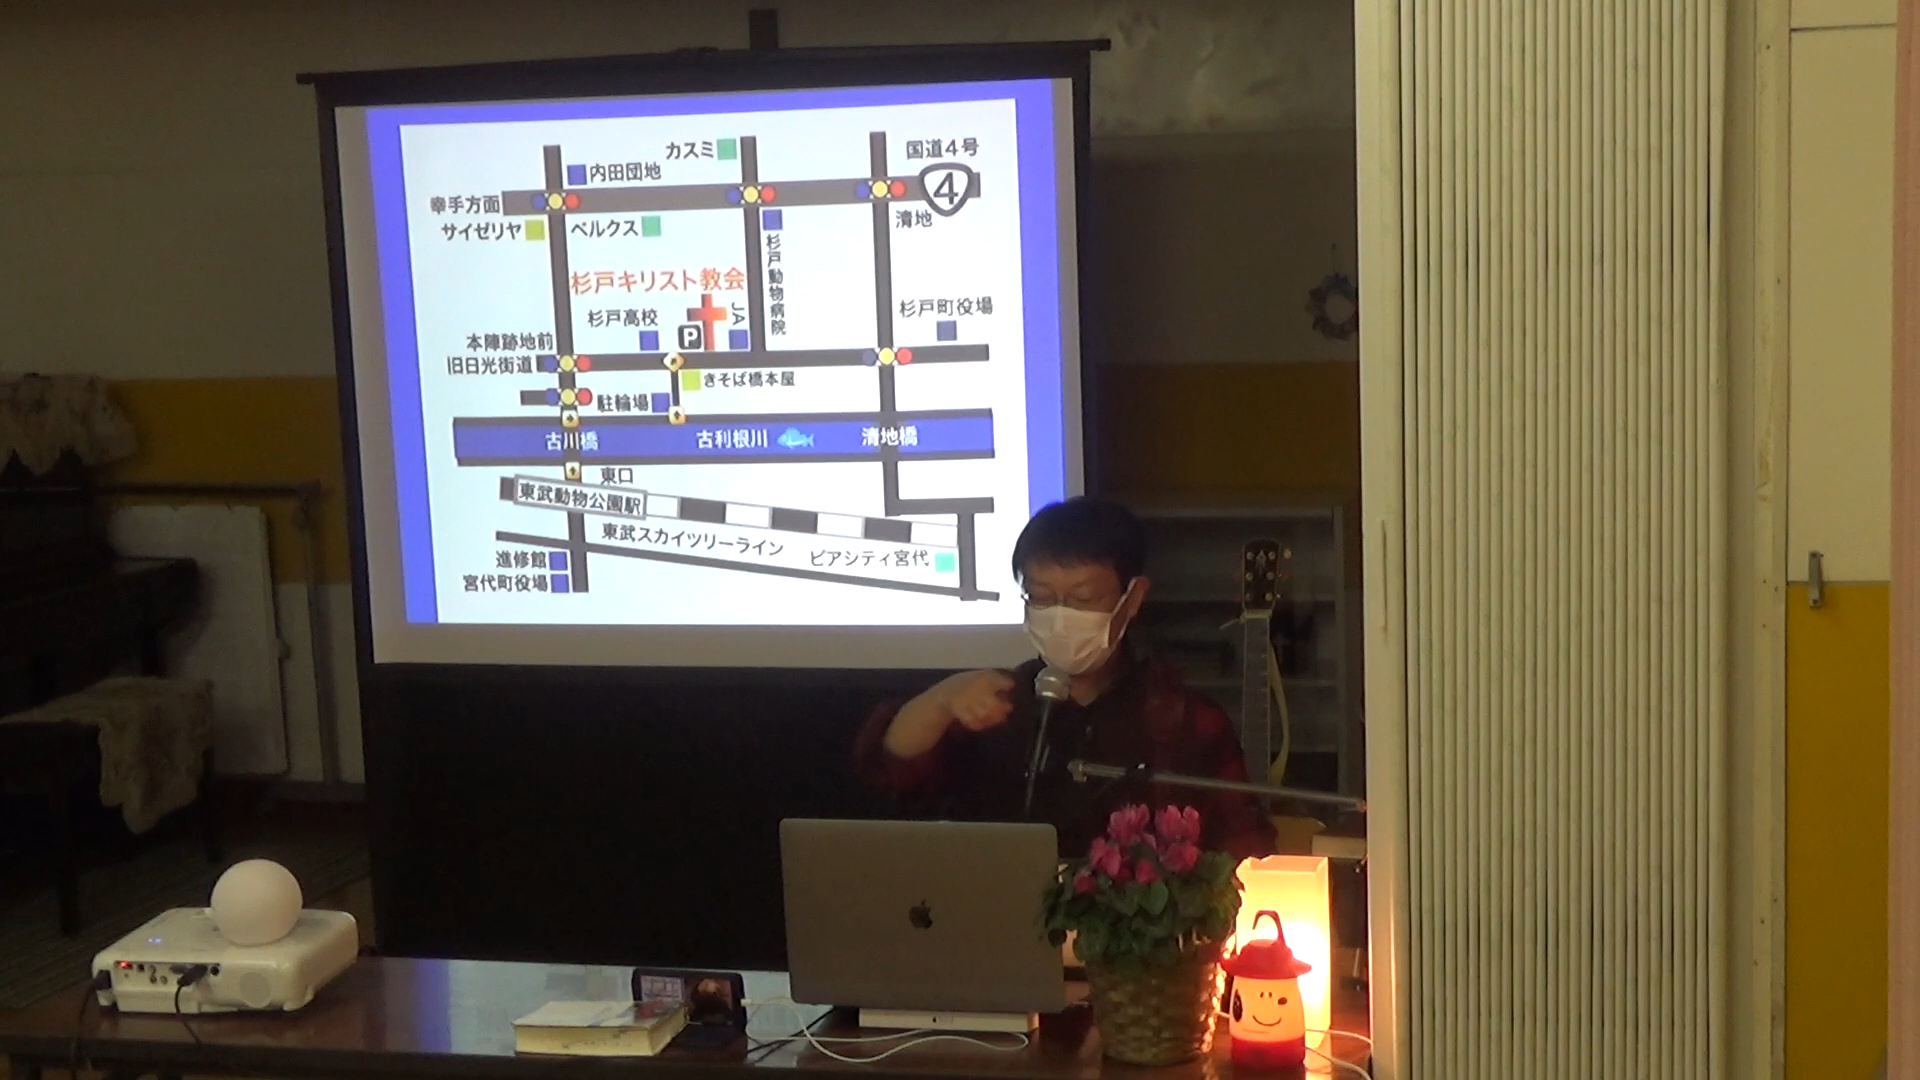 カスミ
国道4号
内田団地
4
幸手方面
サイゼリヤ
ベルクス
清地
杉戸動物病院
杉戸キリスト教会
杉戸高校
JA
P
杉戸町役場
本陣跡地前
旧日光街道
きそば橋本屋
駐輪場
古川橋
古利根川
清地橋
東口
東武動物公園駅
東武スカイツリーライン
ピアシティ宮代
進修館
宮代町役場